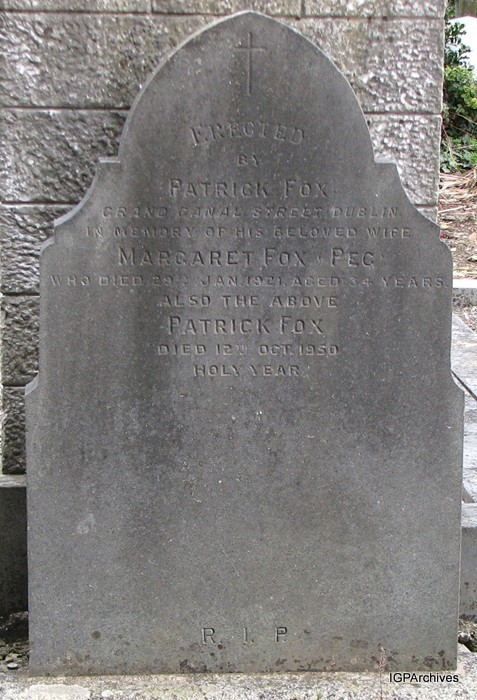 ERECTED
BY
PATRICK FOX
GRAND CANAL STREET DUBLIN
IN MEMORY OF HIS BELOVED WIFE
MARGARET FOX "PEG"
WHO DIED 29TH JAN. 1921, AGED 34 YEARS.
ALSO THE ABOVE
PATRICK FOX
DIED 12TH OCT. 1950
HOLY YEAR
R. I. P.
IGPArchives